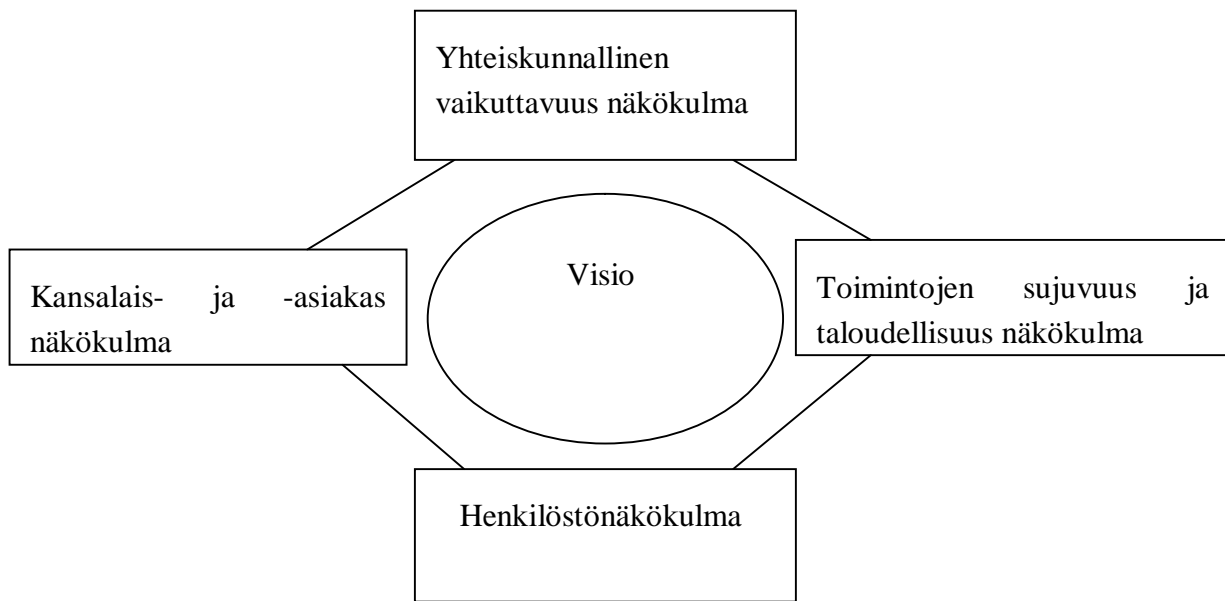 Yhteiskunnallinen
vaikuttavuus näkökulma
Kansalais- ja -asiakas
näkökulma
Visio
Toimintojen sujuvuus ja
taloudellisuus näkökulma
Henkilöstönäkökulma